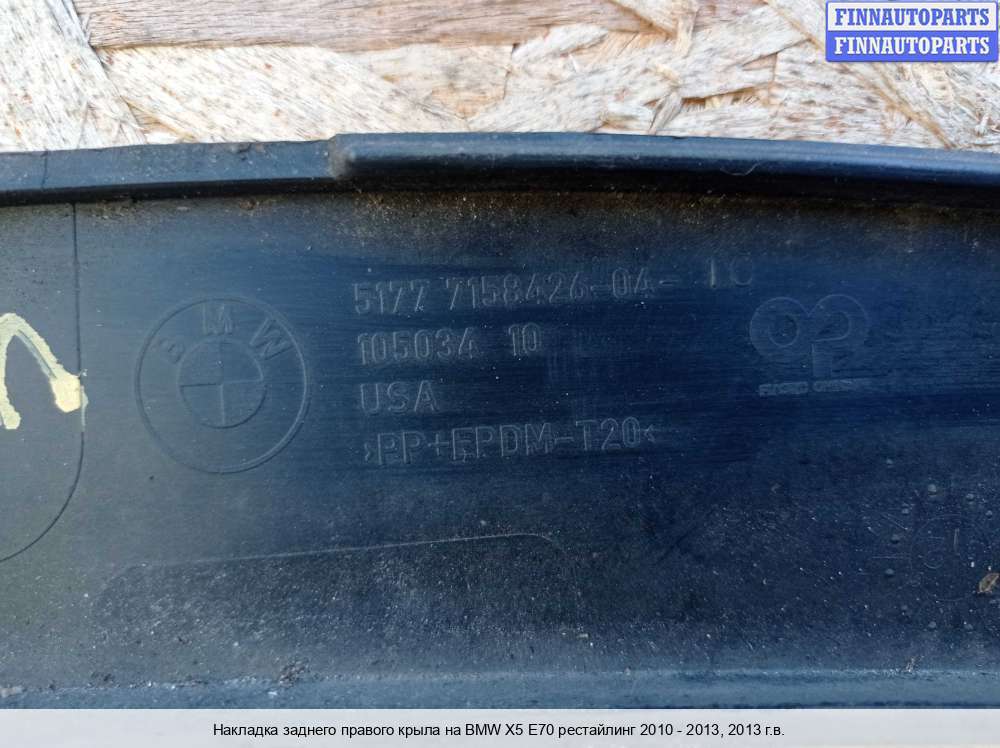 FINNAUTOPARTS
FINNAUTOPARTS
BMW
5177 7158426-04- 10
105034 10
USA
>PP+EPDM-T20<
Накладка заднего правого крыла на BMW X5 E70 рестайлинг 2010 - 2013, 2013 г.в.